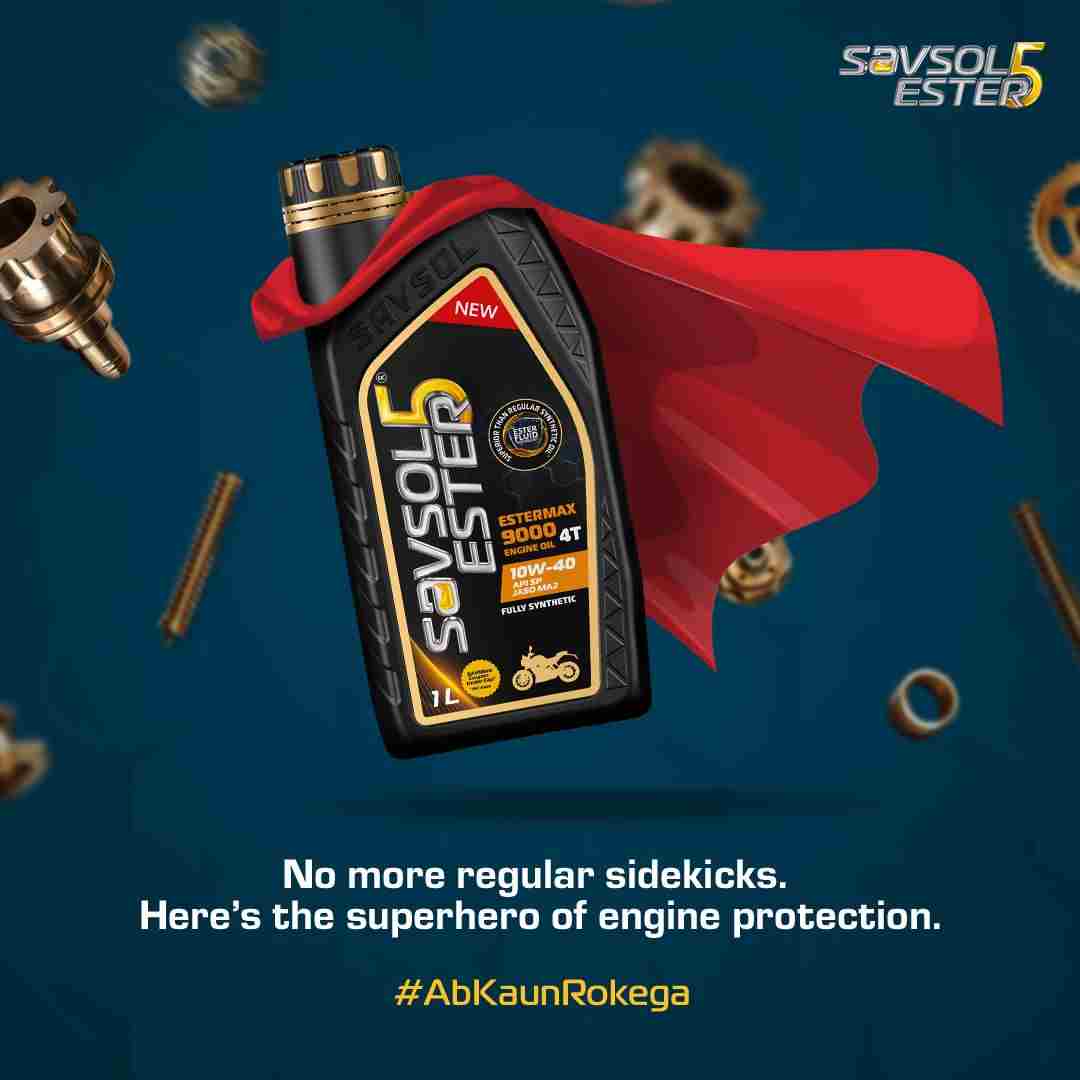 SAVSOL
ESTER 5
SAVSOL
NEW
SAVSOL 5
ESTER
SUPERIOR THAN REGULAR SYNTHETIC OIL
ESTER
FLUID
ESTERMAX
9000 4T
ENGINE OIL
10W-40
API SP
JASO MA2
FULLY SYNTHETIC
1 L
No more regular sidekicks.
Here's the superhero of engine protection.
#AbKaunRokega